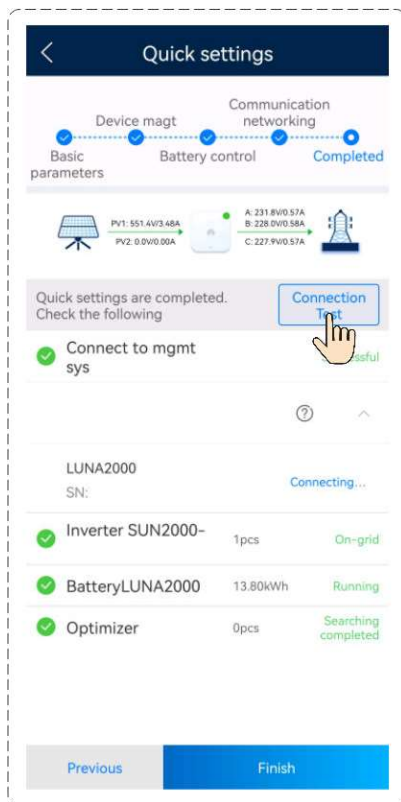 Quick settings
Communication
Device magt networking
Basic Battery control Completed
parameters
A: 231.8V/0.57A
PV1: 551.4V/3.48A B: 228.0V/0.58A
PV2: 0.0V/0.00A C: 227.9V/0.57A
Quick settings are completed. Connection
Check the following Test
Connect to mgmt
sys
?
LUNA2000
SN: Connecting...
Inverter SUN2000- 1pcs On-grid
BatteryLUNA2000 13.80kWh Running
Optimizer 0pcs Searching
completed
Previous Finish